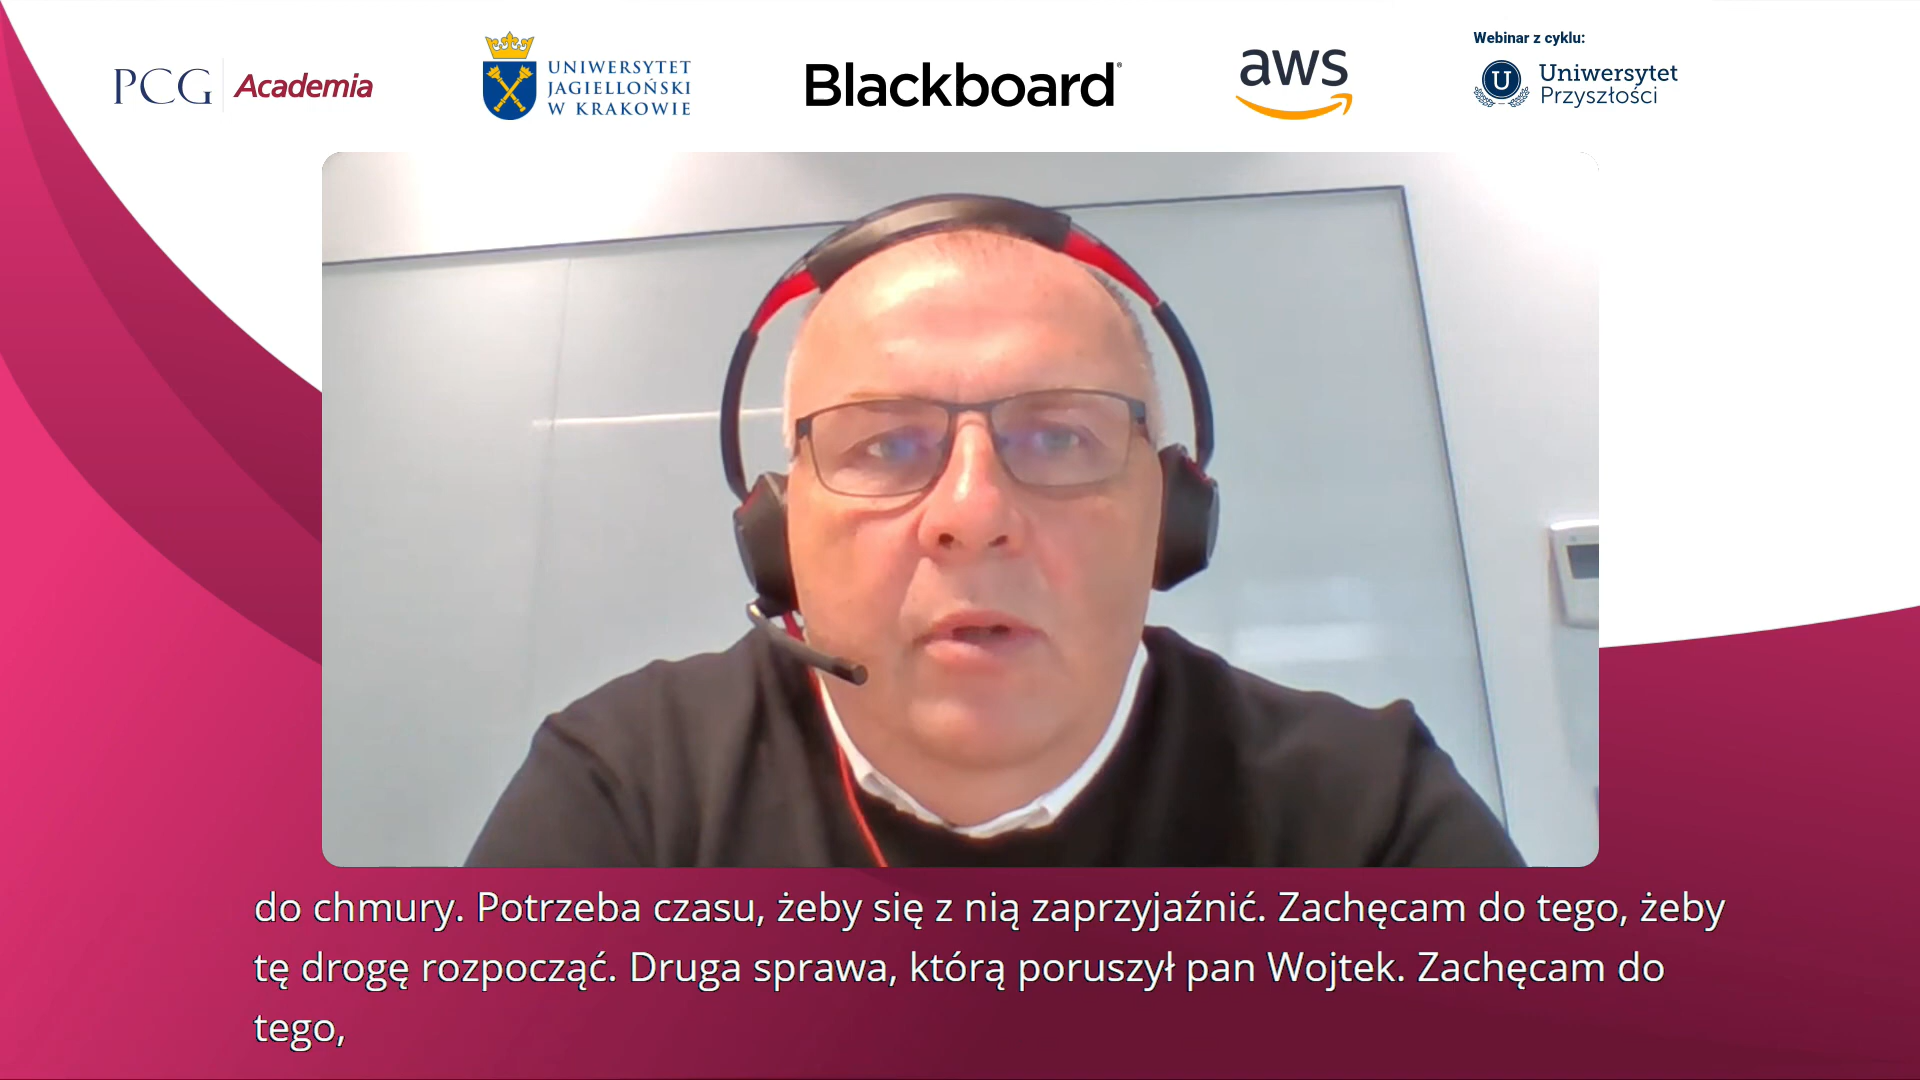 Webinar z cyklu:
PCG Academia
UNIWERSYTET
JAGIELLOŃSKI
W KRAKOWIE
Blackboard
aws
U
Uniwersytet
Przyszłości
do chmury. Potrzeba czasu, żeby się z nią zaprzyjaźnić. Zachęcam do tego, żeby
tę drogę rozpocząć. Druga sprawa, którą poruszył pan Wojtek. Zachęcam do
tego,